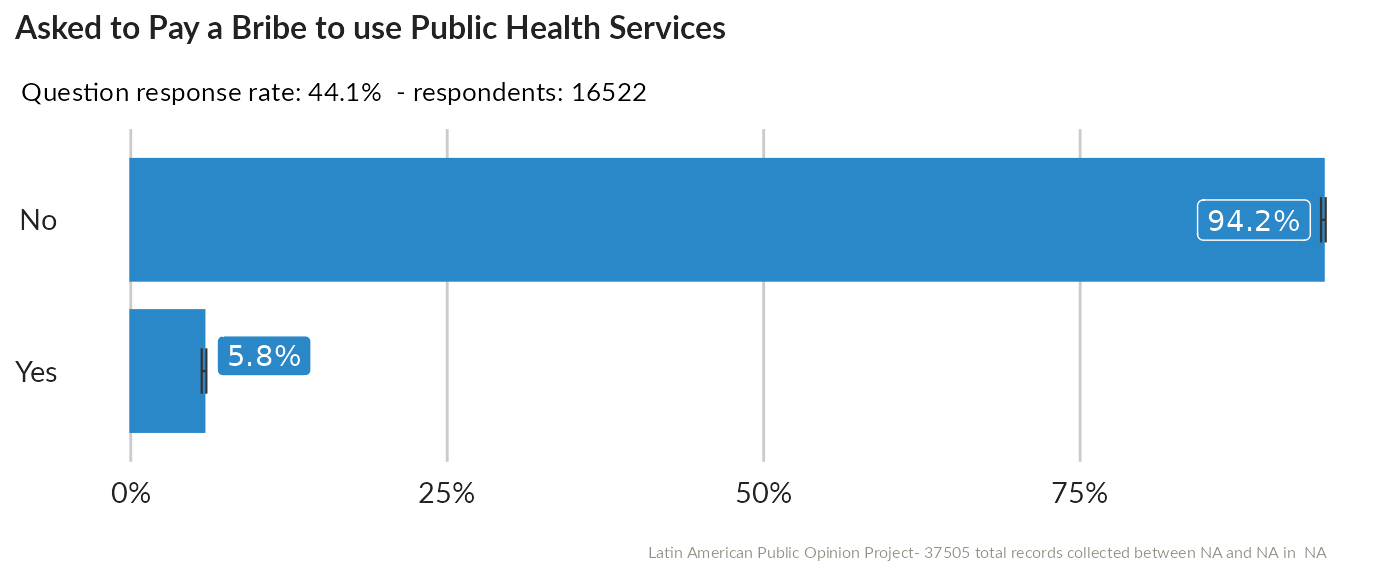 Asked to Pay a Bribe to use Public Health Services
Question response rate: 44.1% - respondents: 16522
No
94.2%
Yes
5.8%
0% 25% 50% 75%
Latin American Public Opinion Project- 37505 total records collected between NA and NA in NA